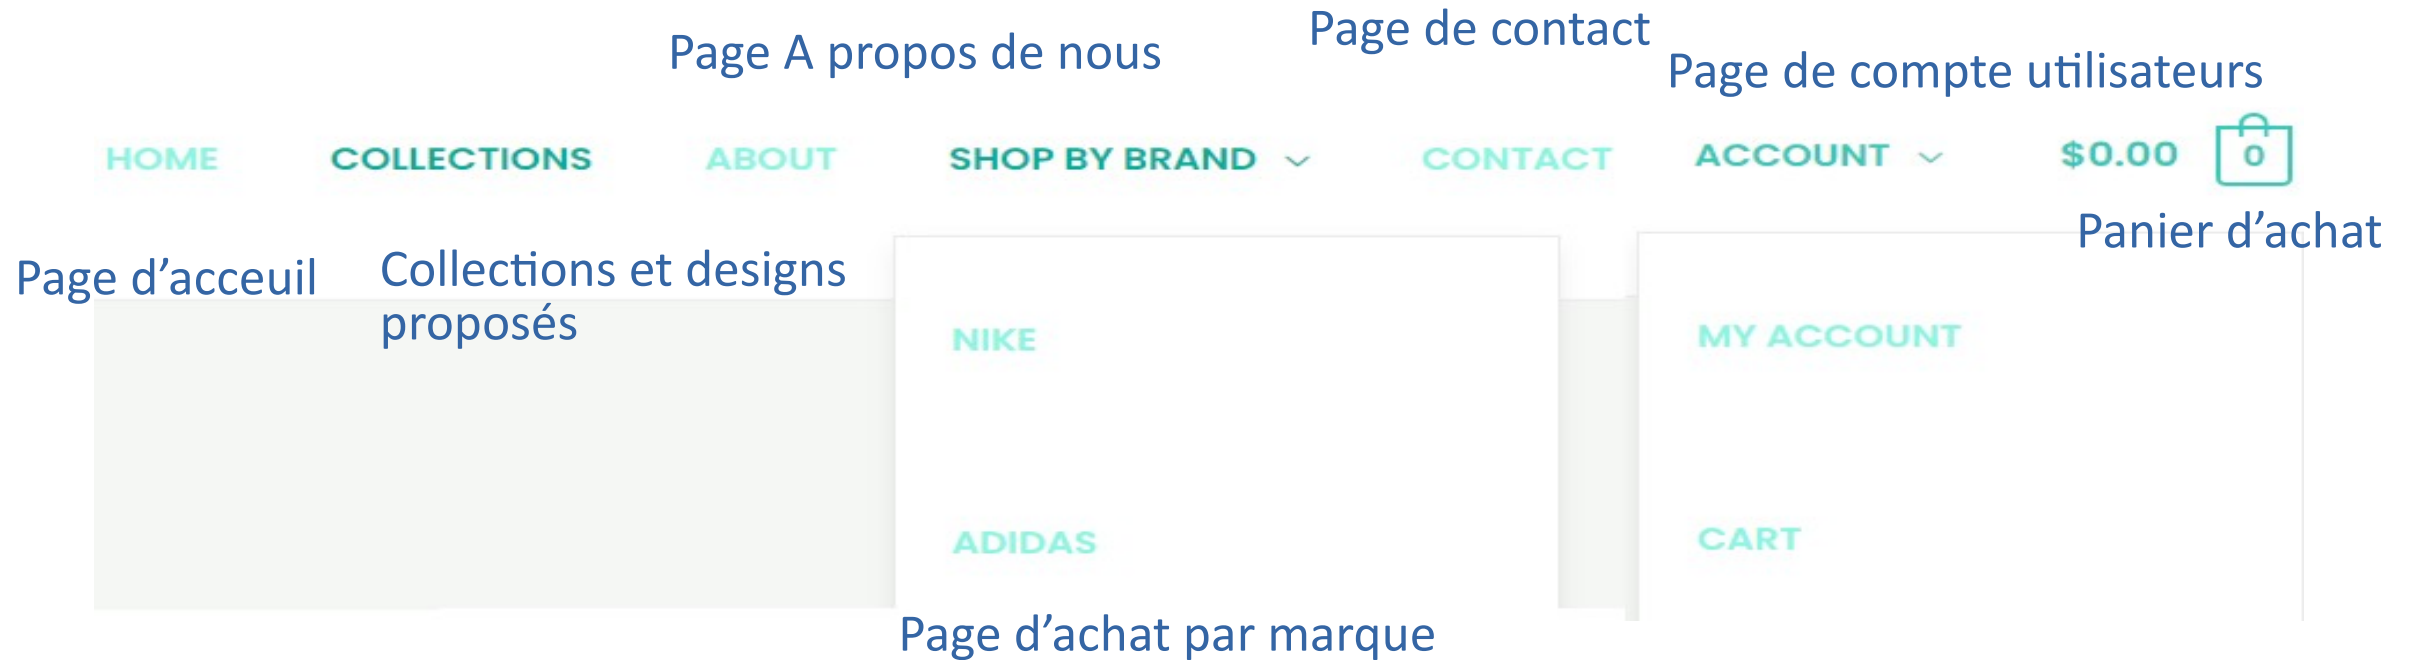 Page de contact
Page A propos de nous
Page de compte utilisateurs
HOME COLLECTIONS ABOUT SHOP BY BRAND CONTACT ACCOUNT $0.00 0
Panier d’achat
Page d’acceuil
Collections et designs
proposés
NIKE
MY ACCOUNT
ADIDAS
CART
Page d’achat par marque